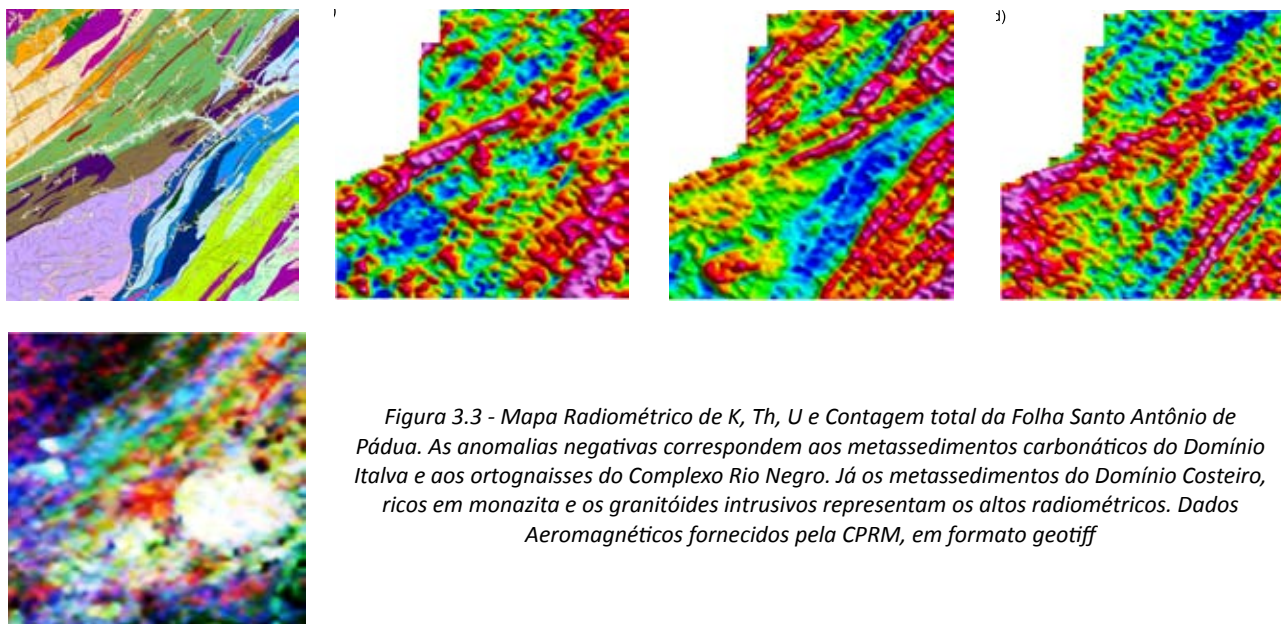 d)
Figura 3.3 - Mapa Radiométrico de K, Th, U e Contagem total da Folha Santo Antônio de
Pádua. As anomalias negativas correspondem aos metassedimentos carbonáticos do Domínio
Italva e aos ortognaisses do Complexo Rio Negro. Já os metassedimentos do Domínio Costeiro,
ricos em monazita e os granitóides intrusivos representam os altos radiométricos. Dados
Aeromagnéticos fornecidos pela CPRM, em formato geotiff